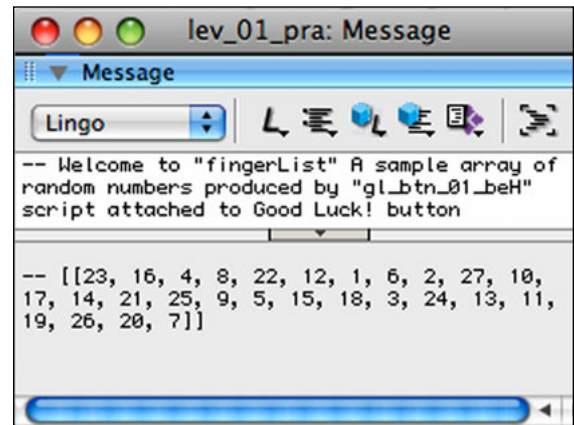 lev_01_pra: Message
Message
Lingo
-- Welcome to "fingerList" A sample array of
random numbers produced by "gl_btn_01_beH"
script attached to Good Luck! button
-- [[23, 16, 4, 8, 22, 12, 1, 6, 2, 27, 10,
17, 14, 21, 25, 9, 5, 15, 18, 3, 24, 13, 11,
19, 26, 20, 7]]